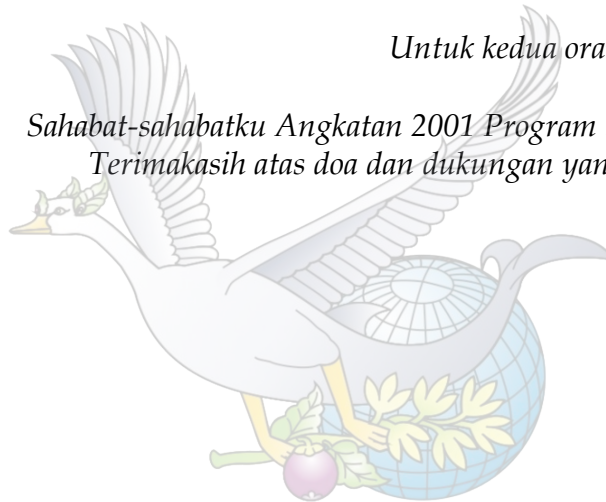 Untuk kedua ora
Sahabat-sahabatku Angkatan 2001 Program
Terimakasih atas doa dan dukungan yan